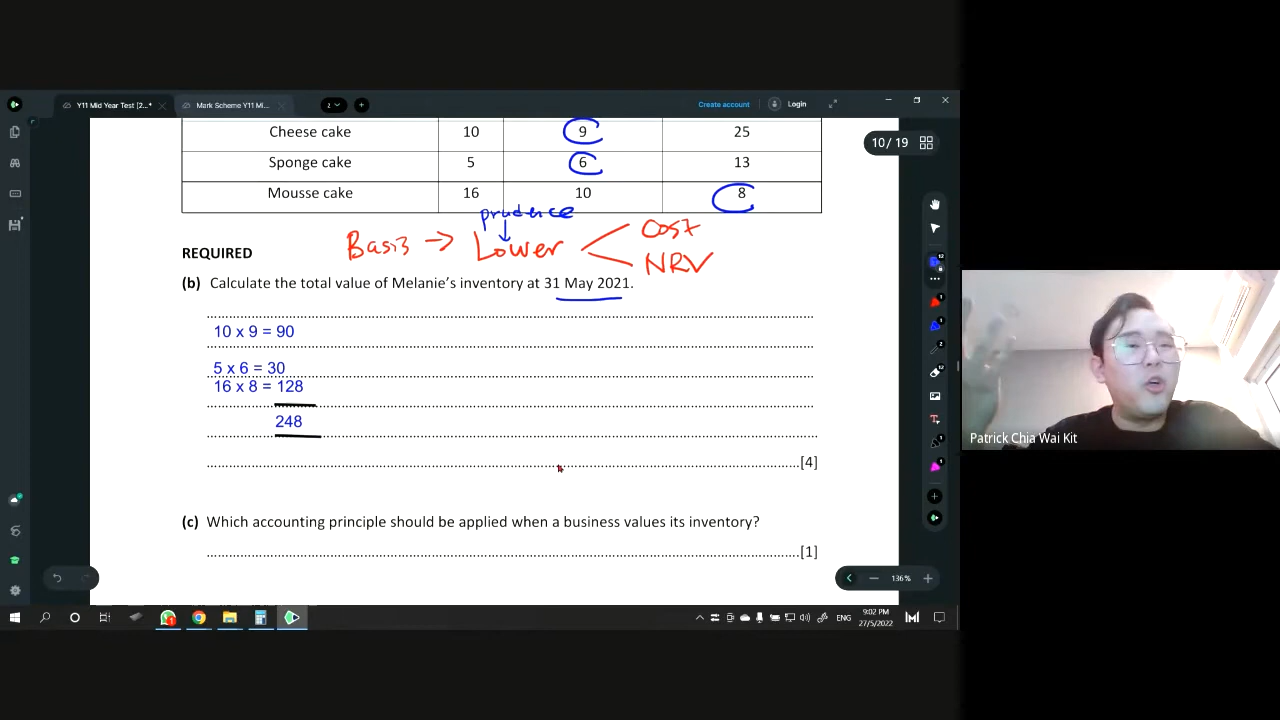 Y11 Mid Year Test [2...*
Mark Scheme Y11 Mi...
2
Create account
Login
Cheese cake 10 9 25
10 / 19
Sponge cake 5 6 13
Mousse cake 16 10 8
prudence
Cost
Basis → Lower
NRV
REQUIRED
(b) Calculate the total value of Melanie's inventory at 31 May 2021.
10 x 9 = 90
5 x 6 = 30
16 x 8 = 128
248
[4]
Patrick Chia Wai Kit
(c) Which accounting principle should be applied when a business values its inventory?
[1]
136%
ENG
9:02 PM
27/5/2022